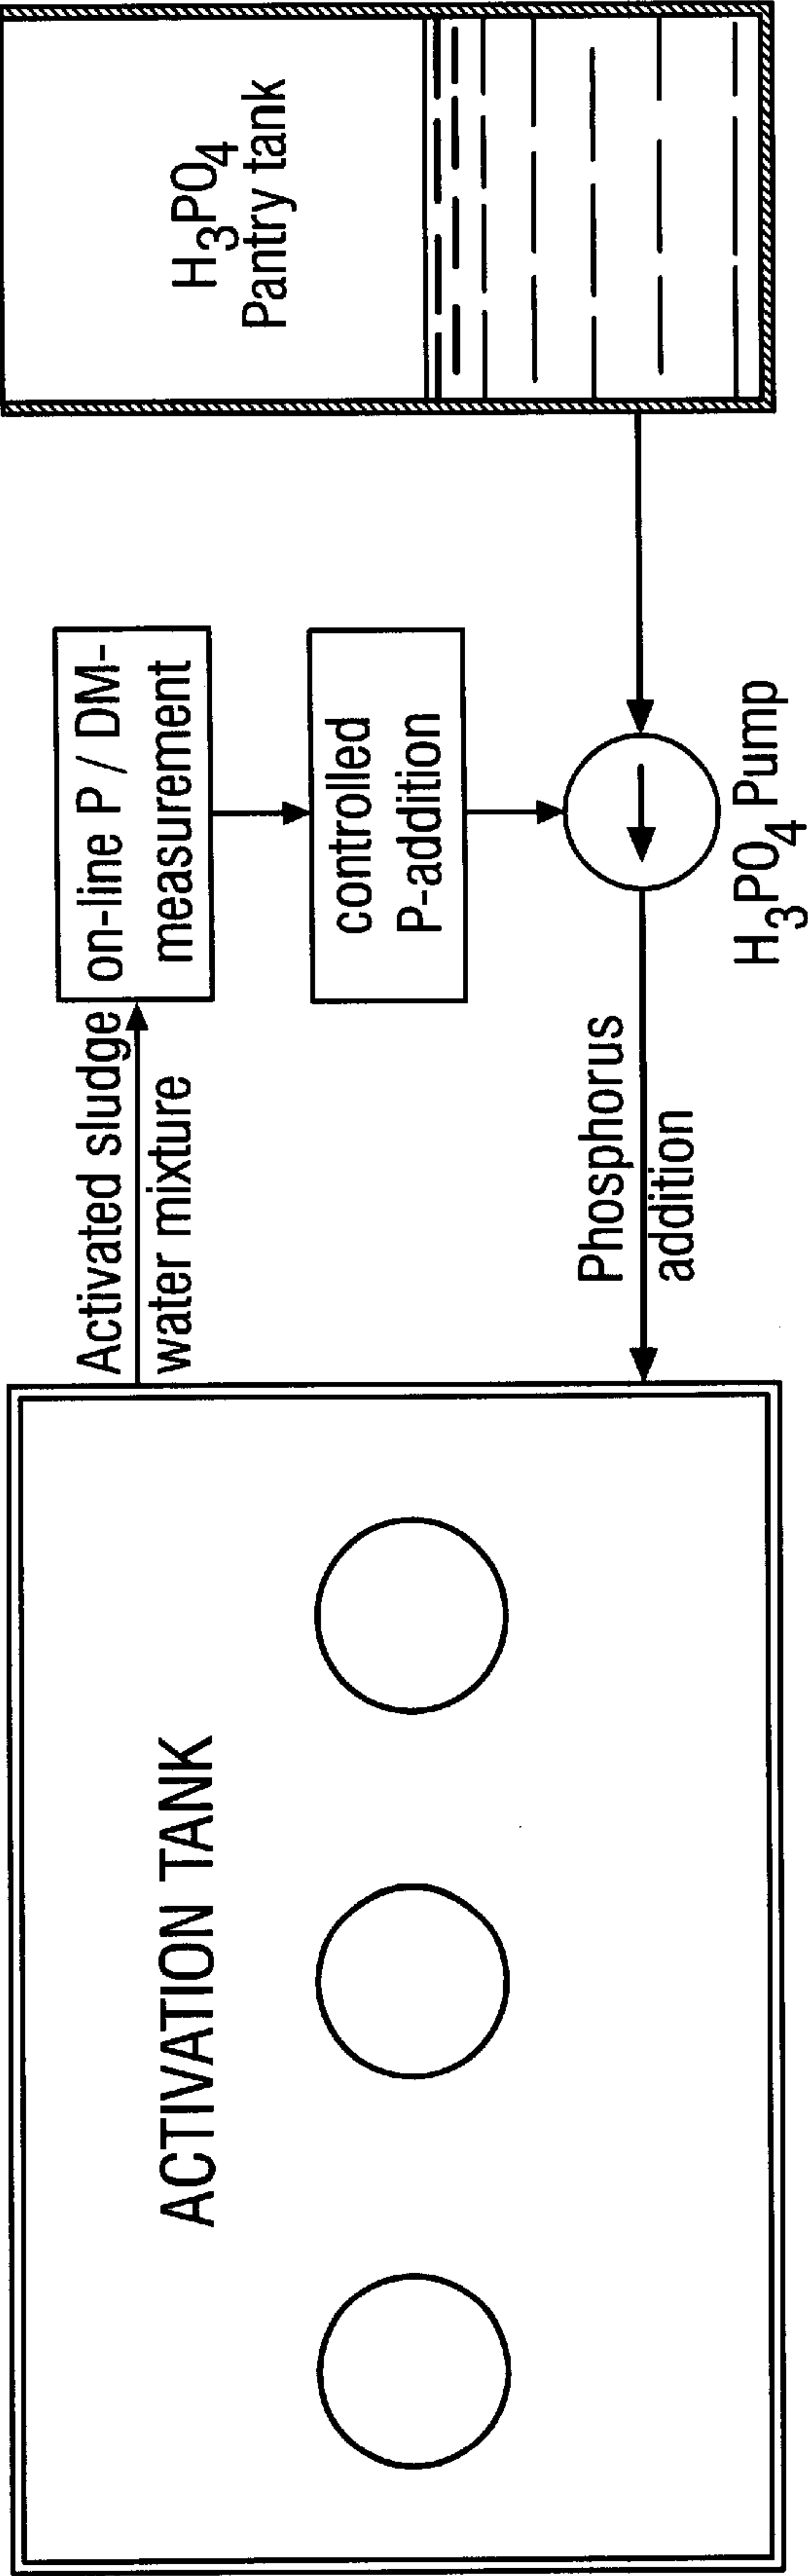 ACTIVATION TANK
Activated sludge
water mixture
on-line P / DM-
measurement
controlled
P-addition
Phosphorus
addition
H3PO4 Pump
H3PO4
Pantry tank